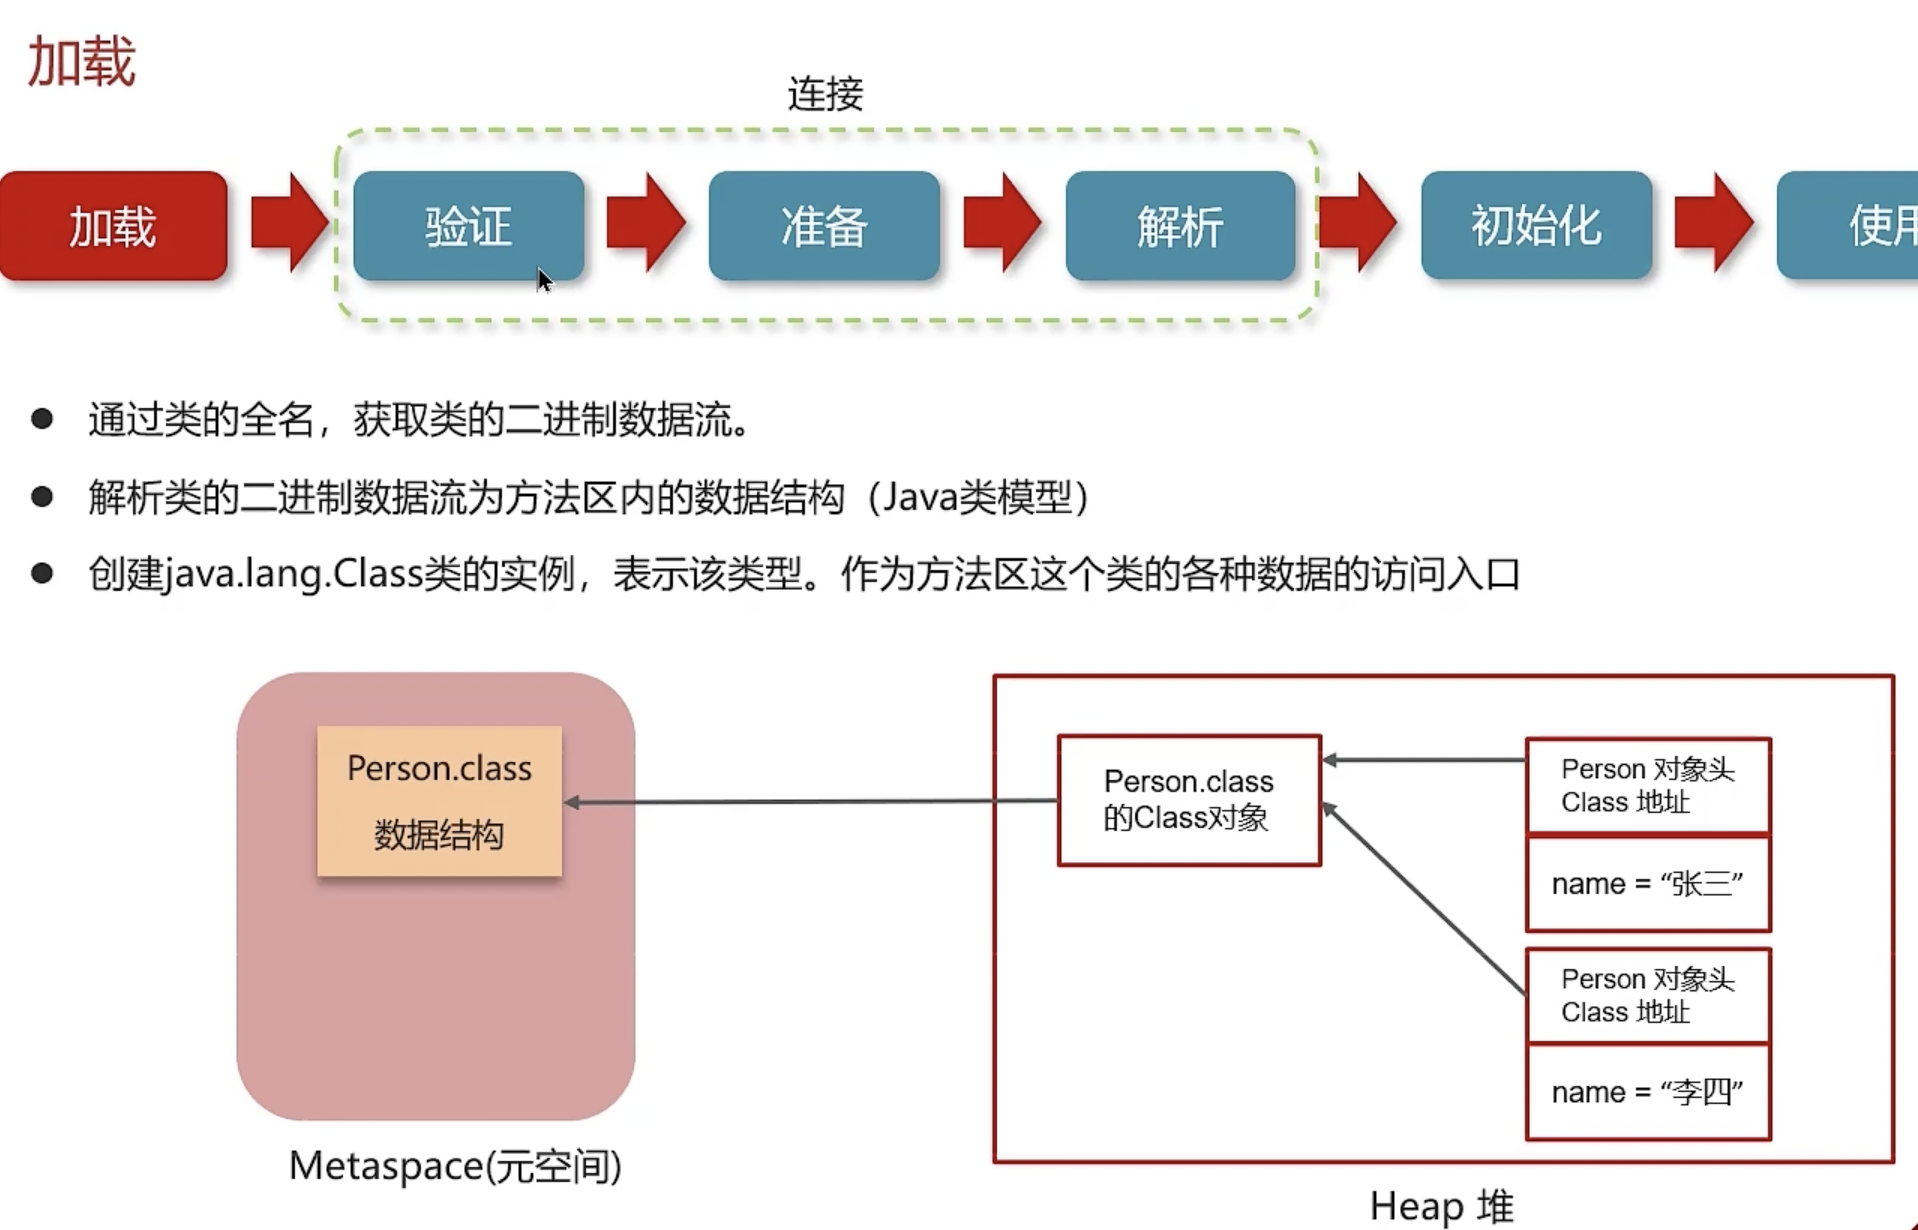 加载
连接
加载
验证
准备
解析
初始化
使用
通过类的全名，获取类的二进制数据流。
解析类的二进制数据流为方法区内的数据结构（Java类模型）
创建java.lang.Class类的实例，表示该类型。作为方法区这个类的各种数据的访问入口
Person.class
数据结构
Person.class
的Class对象
Person 对象头
Class 地址
name = “张三”
Person 对象头
Class 地址
name = “李四”
Metaspace(元空间)
Heap 堆